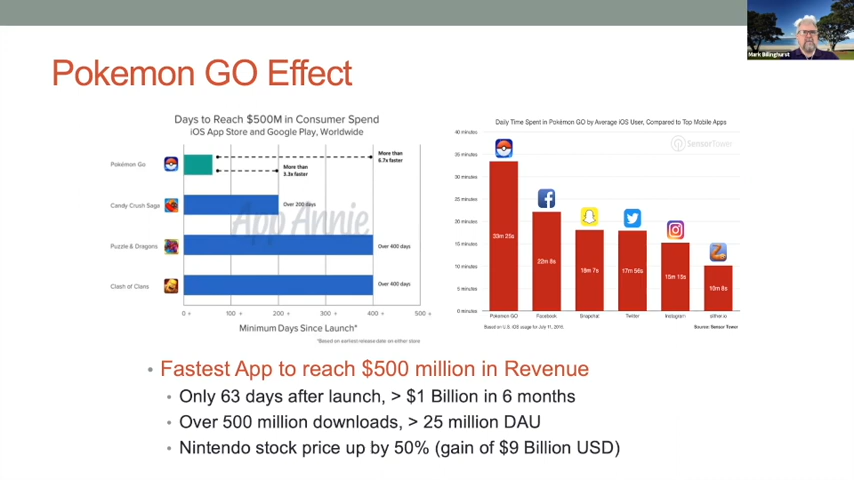 Mark Billinghurst
Pokemon GO Effect
Days to Reach $500M in Consumer Spend
iOS App Store and Google Play, Worldwide
Pokémon Go
More than
6.7x faster
More than
3.3x faster
Candy Crush Saga
Over 200 days
App Annie
Puzzle & Dragons
Over 400 days
Clash of Clans
Over 400 days
0 + 100 + 200 + 300 + 400 + 500 +
Minimum Days Since Launch*
*Based on earliest release date on either store
Daily Time Spent in Pokémon GO by Average iOS User, Compared to Top Mobile Apps
SensorTower
40 minutes
35 minutes
30 minutes
25 minutes
20 minutes
15 minutes
10 minutes
5 minutes
0 minutes
33m 25s
22m 8s
18m 7s
17m 56s
15m 15s
10m 8s
Pokemon GO Facebook Snapchat Twitter Instagram slither.io
Based on U.S. iOS usage for July 11, 2016.
Source: Sensor Tower
• Fastest App to reach $500 million in Revenue
• Only 63 days after launch, > $1 Billion in 6 months
• Over 500 million downloads, > 25 million DAU
• Nintendo stock price up by 50% (gain of $9 Billion USD)